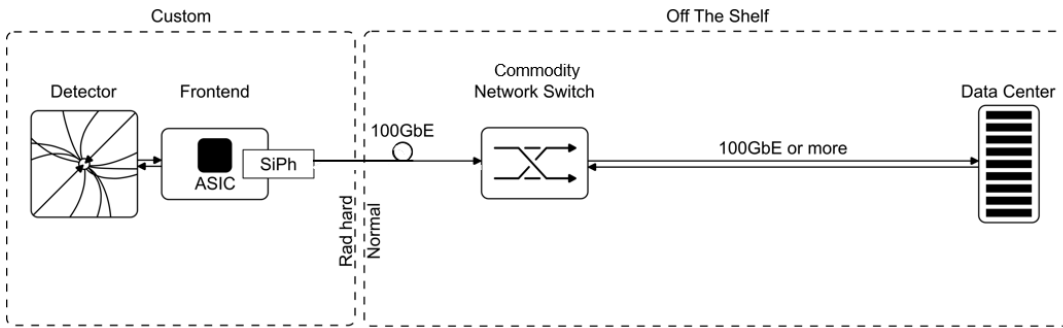 Custom
Off The Shelf
Detector
Frontend
Commodity
Network Switch
Data Center
100GbE
100GbE or more
SiPh
ASIC
Rad hard
Normal